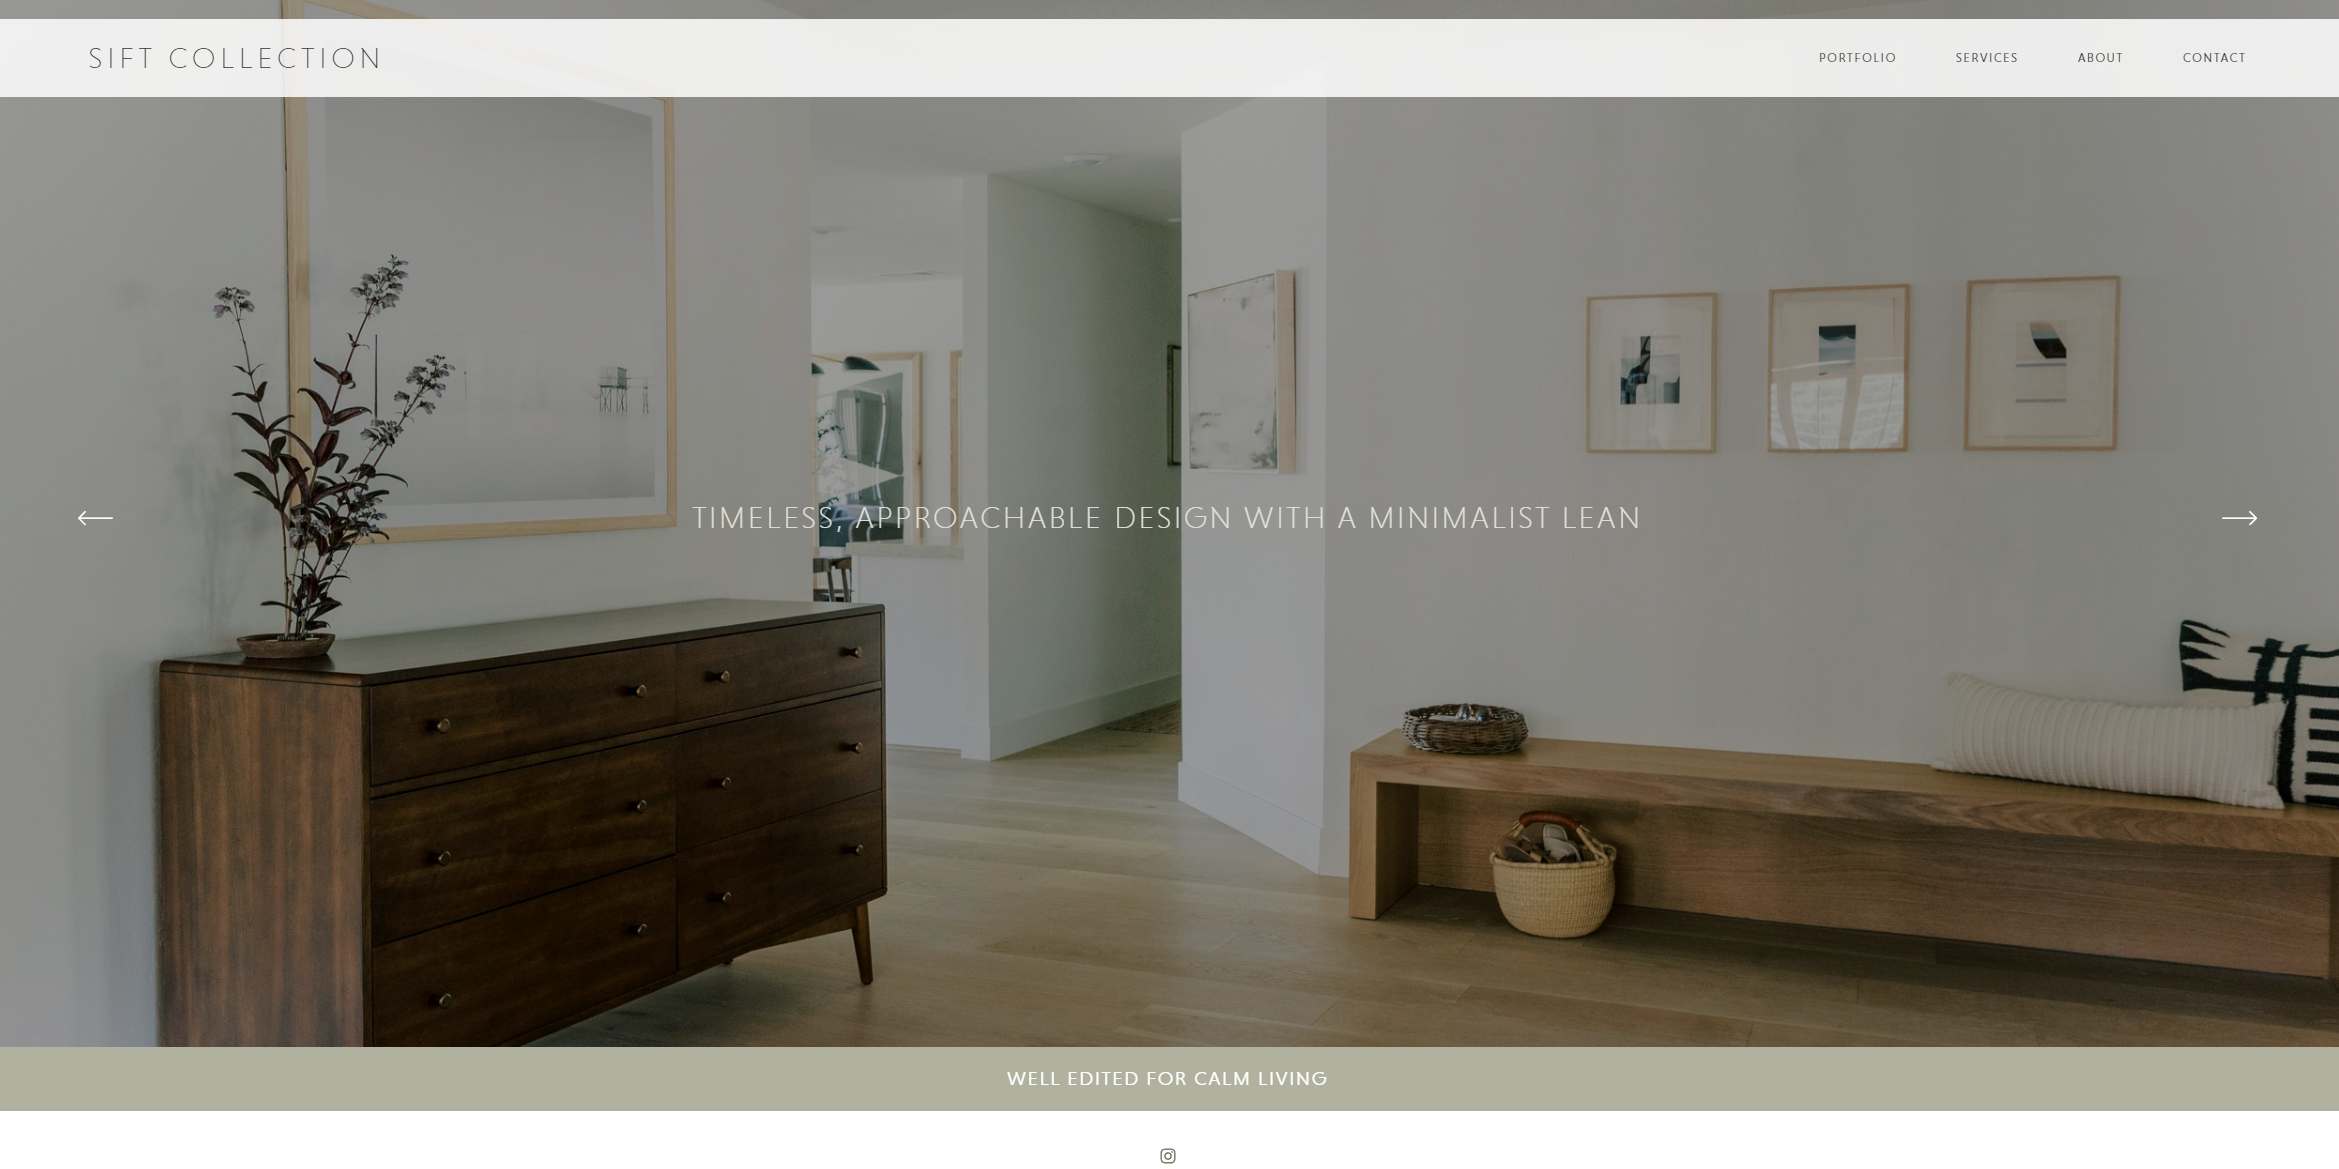 SIFT COLLECTION
PORTFOLIO
SERVICES
ABOUT
CONTACT
TIMELESS, APPROACHABLE DESIGN WITH A MINIMALIST LEAN
WELL EDITED FOR CALM LIVING